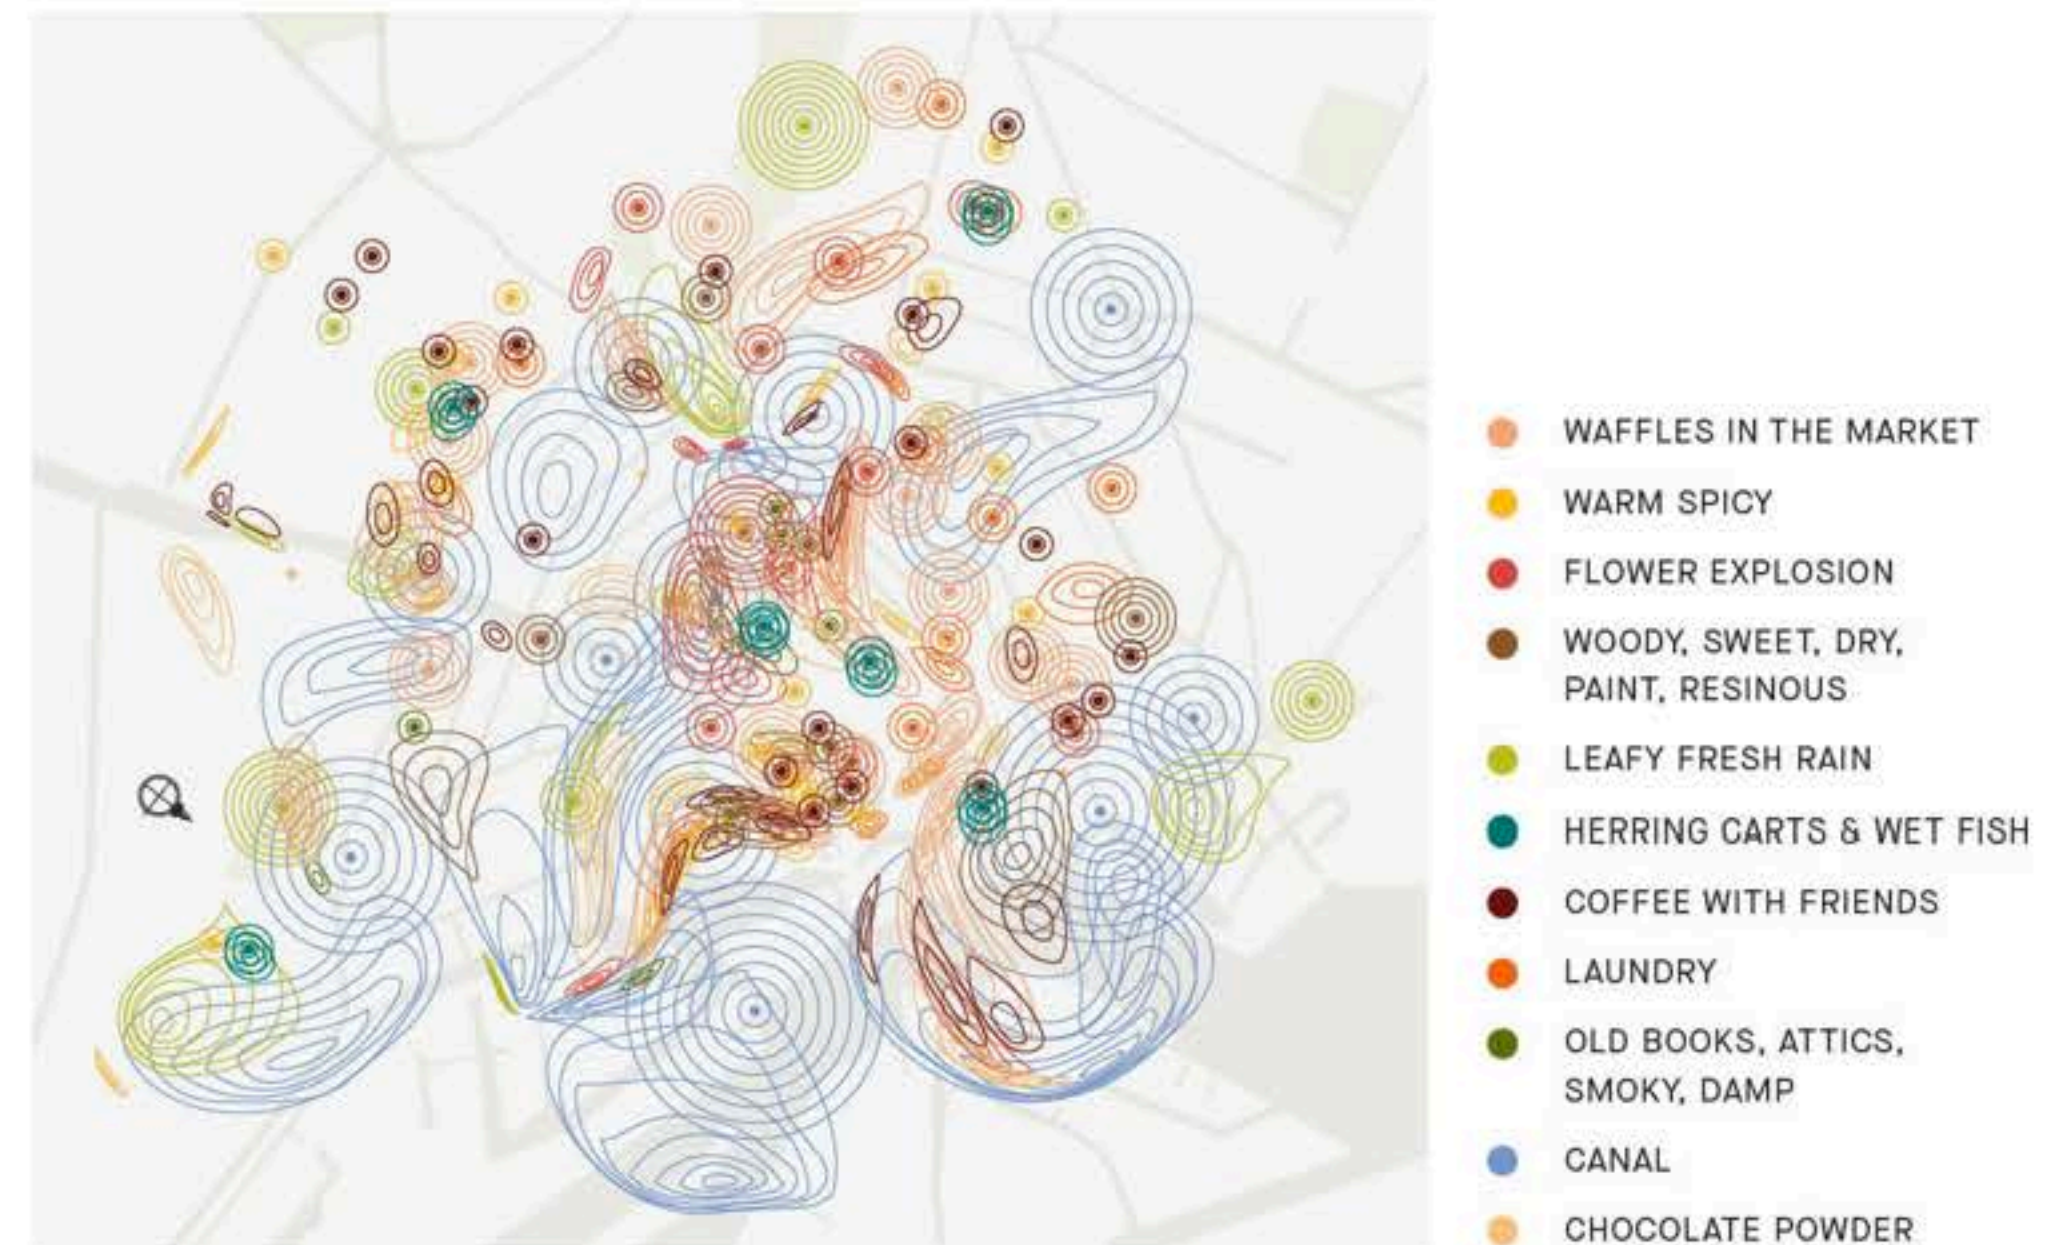 WAFFLES IN THE MARKET
WARM SPICY
FLOWER EXPLOSION
WOODY, SWEET, DRY,
PAINT, RESINOUS
LEAFY FRESH RAIN
HERRING CARTS & WET FISH
COFFEE WITH FRIENDS
LAUNDRY
OLD BOOKS, ATTICS,
SMOKY, DAMP
CANAL
CHOCOLATE POWDER